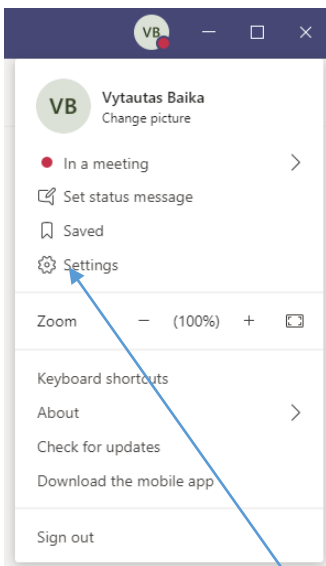 VB
VB
Vytautas Baika
Change picture
In a meeting
Set status message
Saved
Settings
Zoom − (100%) +
Keyboard shortcuts
About
Check for updates
Download the mobile app
Sign out